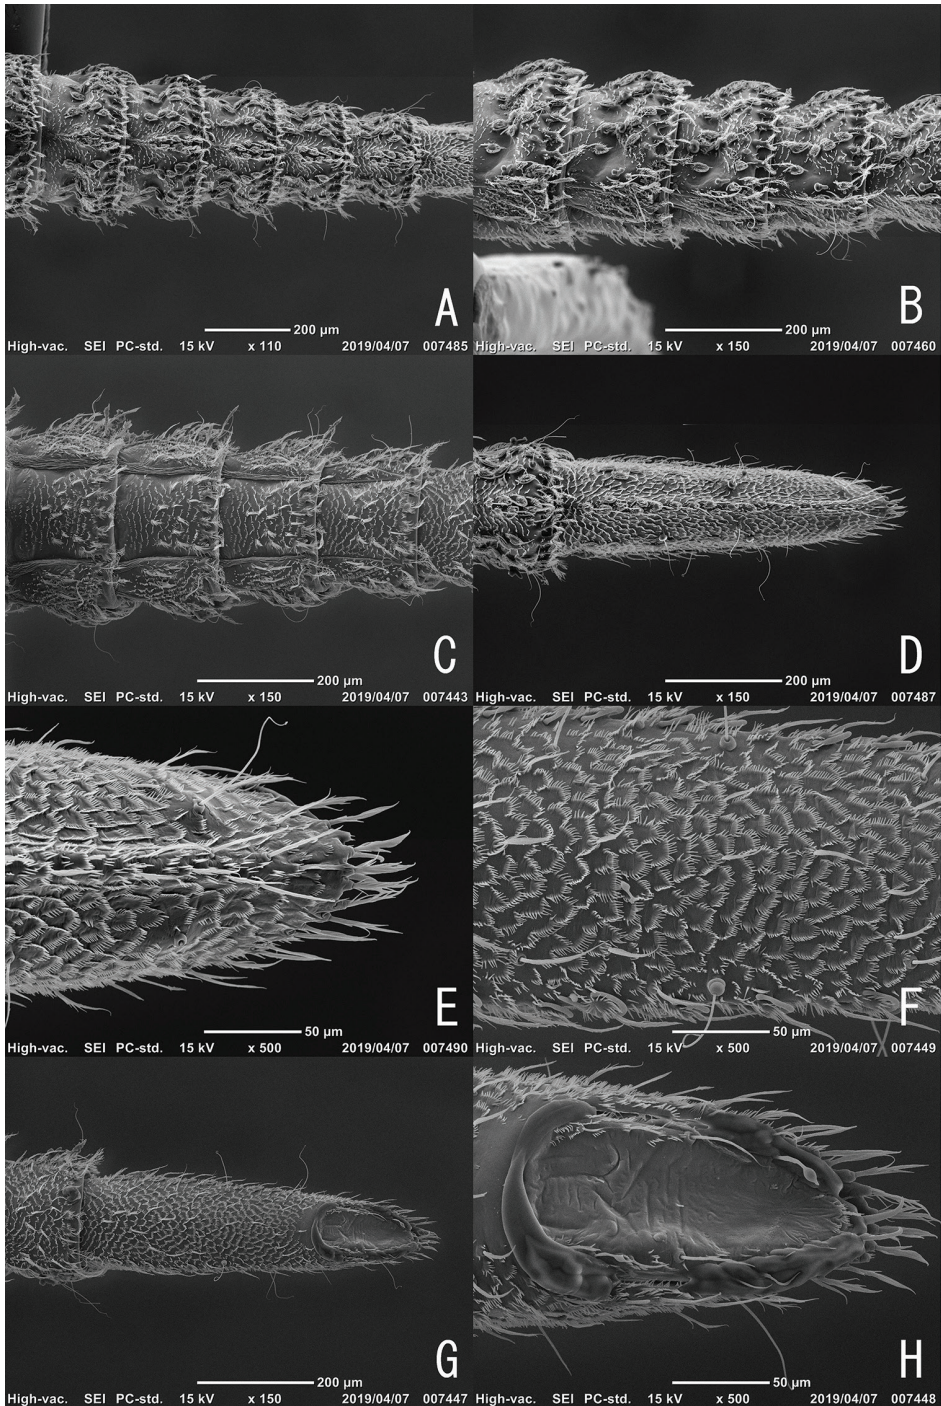 A
200 µm
High-vac. SEI PC-std. 15 kV x 110 2019/04/07 007485
B
200 µm
High-vac. SEI PC-std. 15 kV x 150 2019/04/07 007460
C
200 µm
High-vac. SEI PC-std. 15 kV x 150 2019/04/07 007443
D
200 µm
High-vac. SEI PC-std. 15 kV x 150 2019/04/07 007487
E
50 µm
High-vac. SEI PC-std. 15 kV x 500 2019/04/07 007490
F
50 µm
High-vac. SEI PC-std. 15 kV x 500 2019/04/07 007449
G
200 µm
High-vac. SEI PC-std. 15 kV x 150 2019/04/07 007447
H
50 µm
High-vac. SEI PC-std. 15 kV x 500 2019/04/07 007448